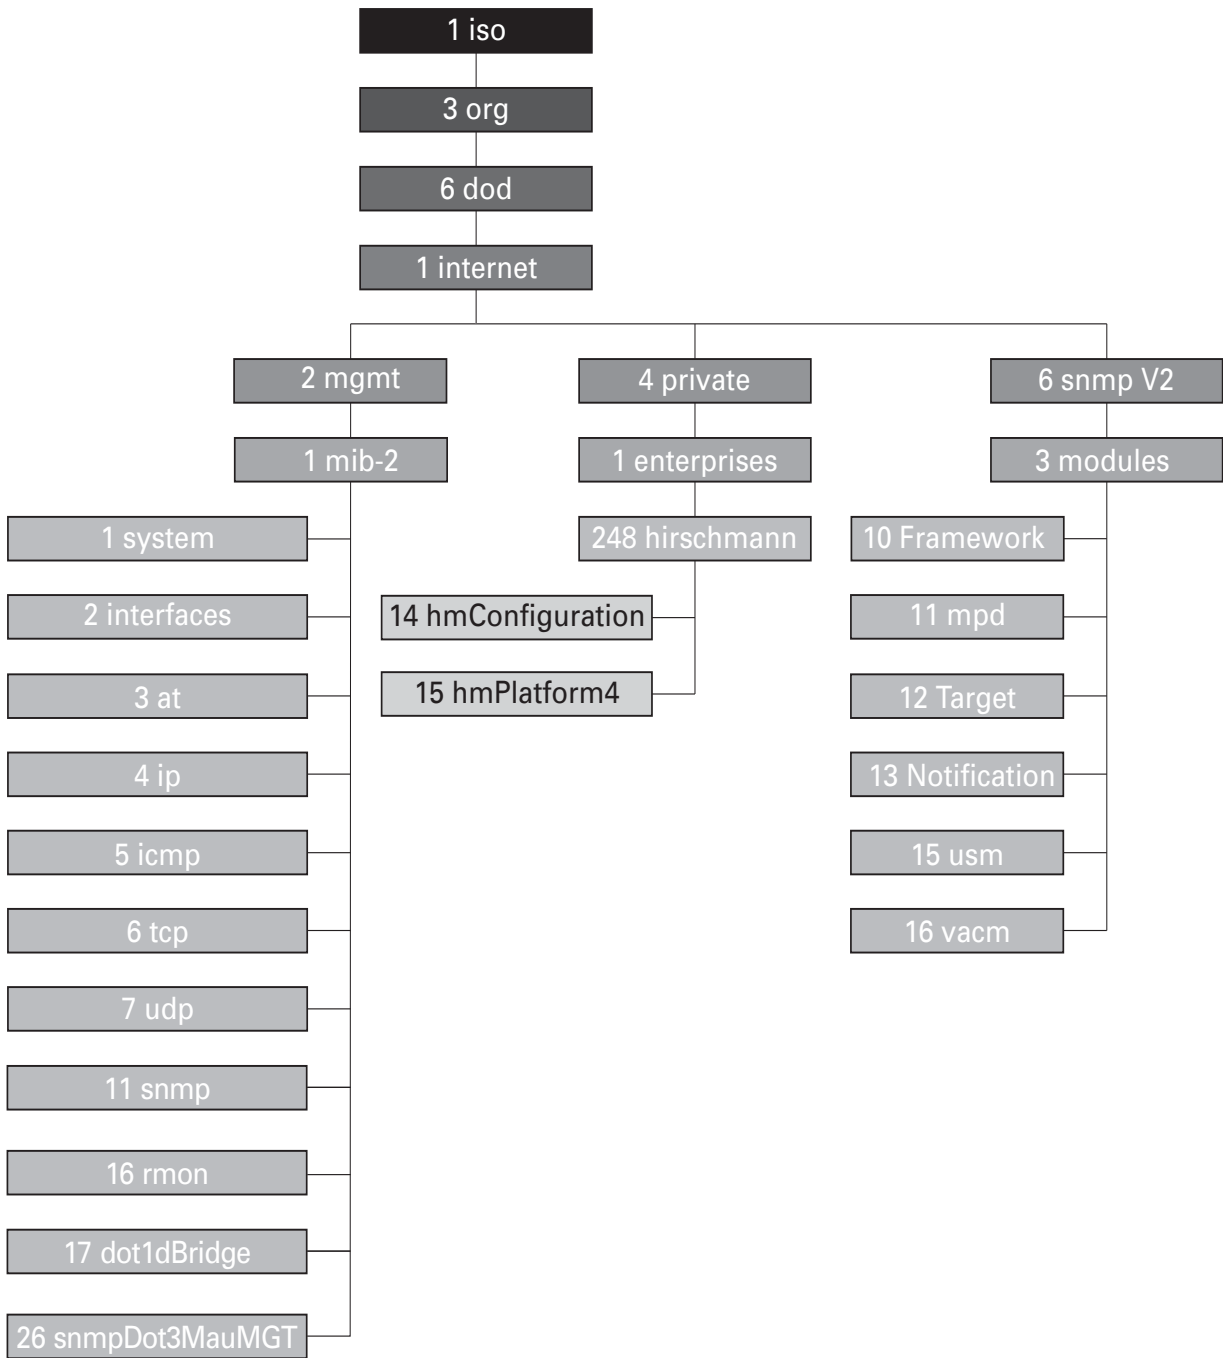 1 iso
3 org
6 dod
1 internet
2 mgmt
4 private
6 snmp V2
1 mib-2
1 enterprises
3 modules
1 system
248 hirschmann
10 Framework
2 interfaces
14 hmConfiguration
11 mpd
3 at
15 hmPlatform4
12 Target
4 ip
13 Notification
5 icmp
15 usm
6 tcp
16 vacm
7 udp
11 snmp
16 rmon
17 dot1dBridge
26 snmpDot3MauMGT